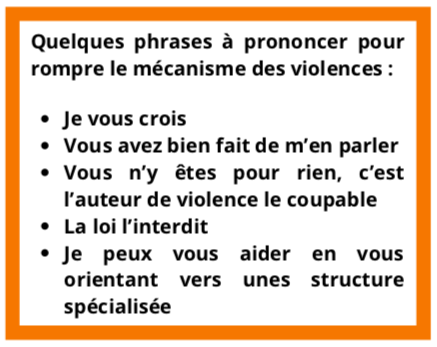 Quelques phrases à prononcer pour
rompre le mécanisme des violences :
• Je vous crois
• Vous avez bien fait de m’en parler
• Vous n’y êtes pour rien, c’est
l’auteur de violence le coupable
• La loi l’interdit
• Je peux vous aider en vous
orientant vers unes structure
spécialisée